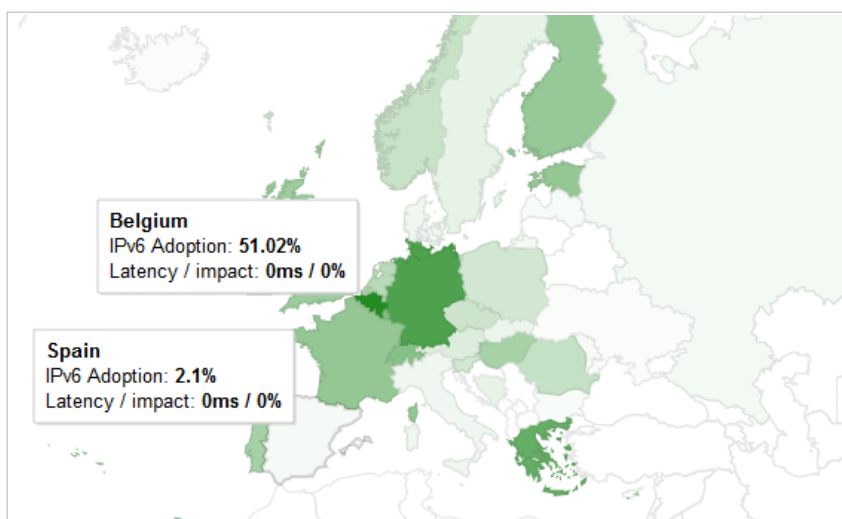 Belgium
IPv6 Adoption: 51.02%
Latency / impact: 0ms / 0%
Spain
IPv6 Adoption: 2.1%
Latency / impact: 0ms / 0%